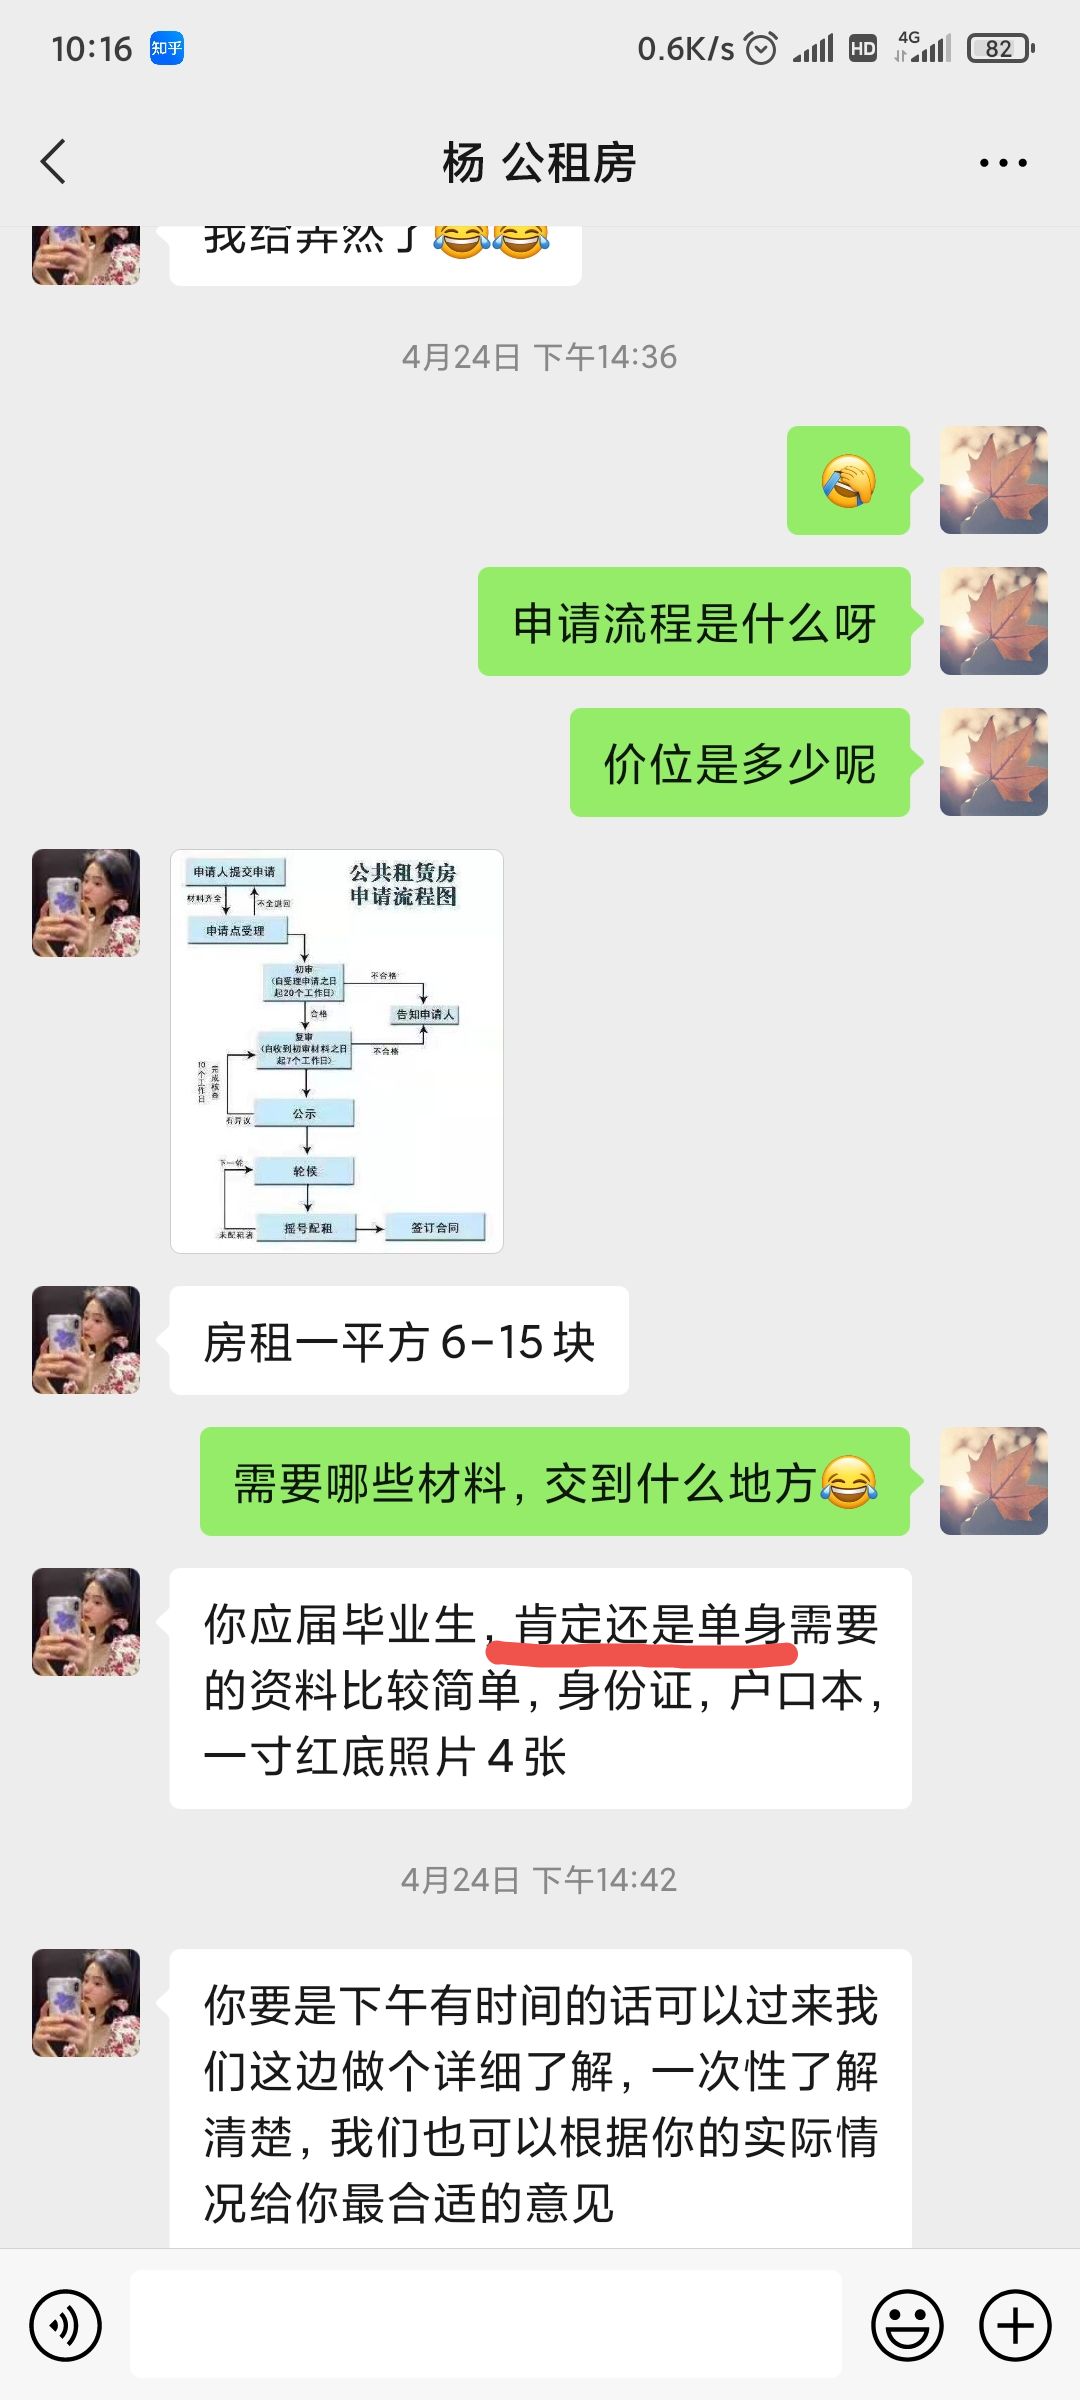 10:16
知乎
0.6K/s
HD
4G
82
杨 公租房
我给弄忘了😂😂
4月24日 下午14:36
🤦
申请流程是什么呀
价位是多少呢
公共租赁房
申请流程图
申请人提交申请
材料齐全
不全退回
申请点受理
初审
(自受理申请之日
起20个工作日)
不合格
合格
告知申请人
复审
(自收到初审材料之日
起7个工作日)
不合格
10个工作日
完成核查
公示
有异议
下一轮
轮候
摇号配租
未配租者
签订合同
房租一平方6-15块
需要哪些材料，交到什么地方😂
你应届毕业生，肯定还是单身需要
的资料比较简单，身份证，户口本，
一寸红底照片4张
4月24日 下午14:42
你要是下午有时间的话可以过来我
们这边做个详细了解，一次性了解
清楚，我们也可以根据你的实际情
况给你最合适的意见